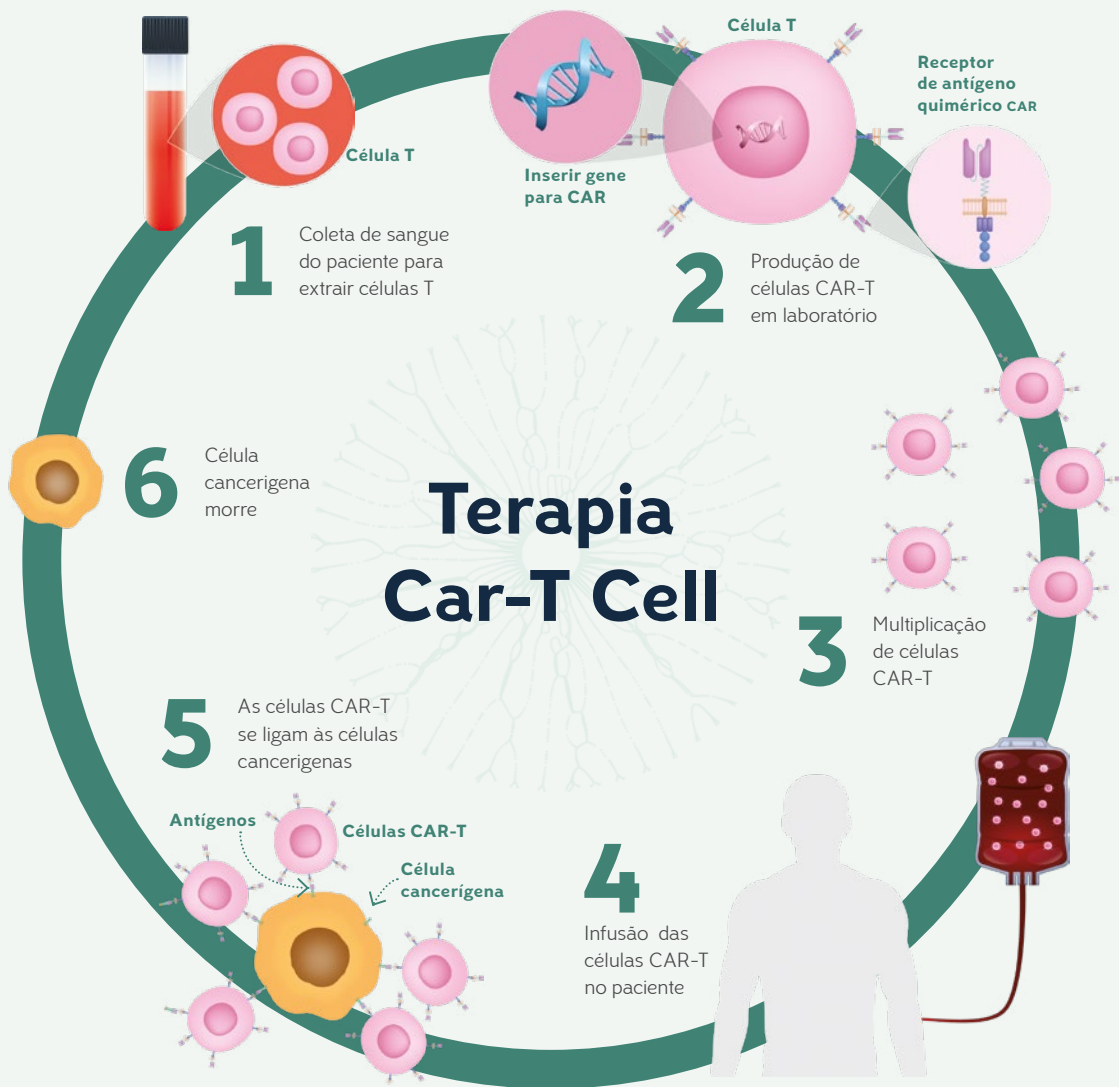 Célula T
1
Coleta de sangue
do paciente para
extrair células T
Inserir gene
para CAR
Célula T
Receptor
de antígeno
quimérico CAR
2
Produção de
células CAR-T
em laboratório
3
Multiplicação
de células
CAR-T
Terapia
Car-T Cell
4
Infusão das
células CAR-T
no paciente
5
As células CAR-T
se ligam às células
cancerigenas
Antígenos
Células CAR-T
Célula
cancerígena
6
Célula
cancerigena
morre